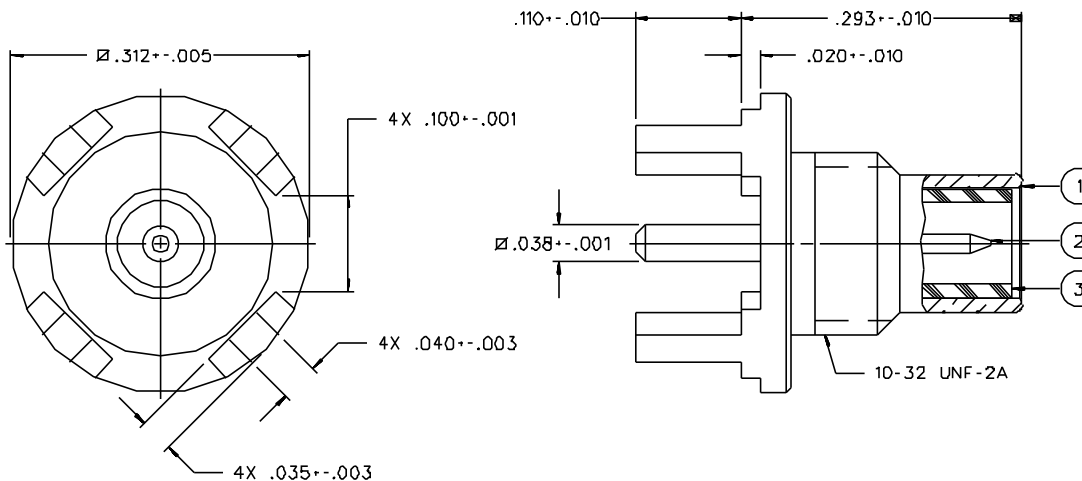 .110+-.010
.293+-.010
.312+-.005
.020+-.010
4X .100+-.001
1
.038+-.001
2
3
4X .040+-.003
10-32 UNF-2A
4X .035+-.003